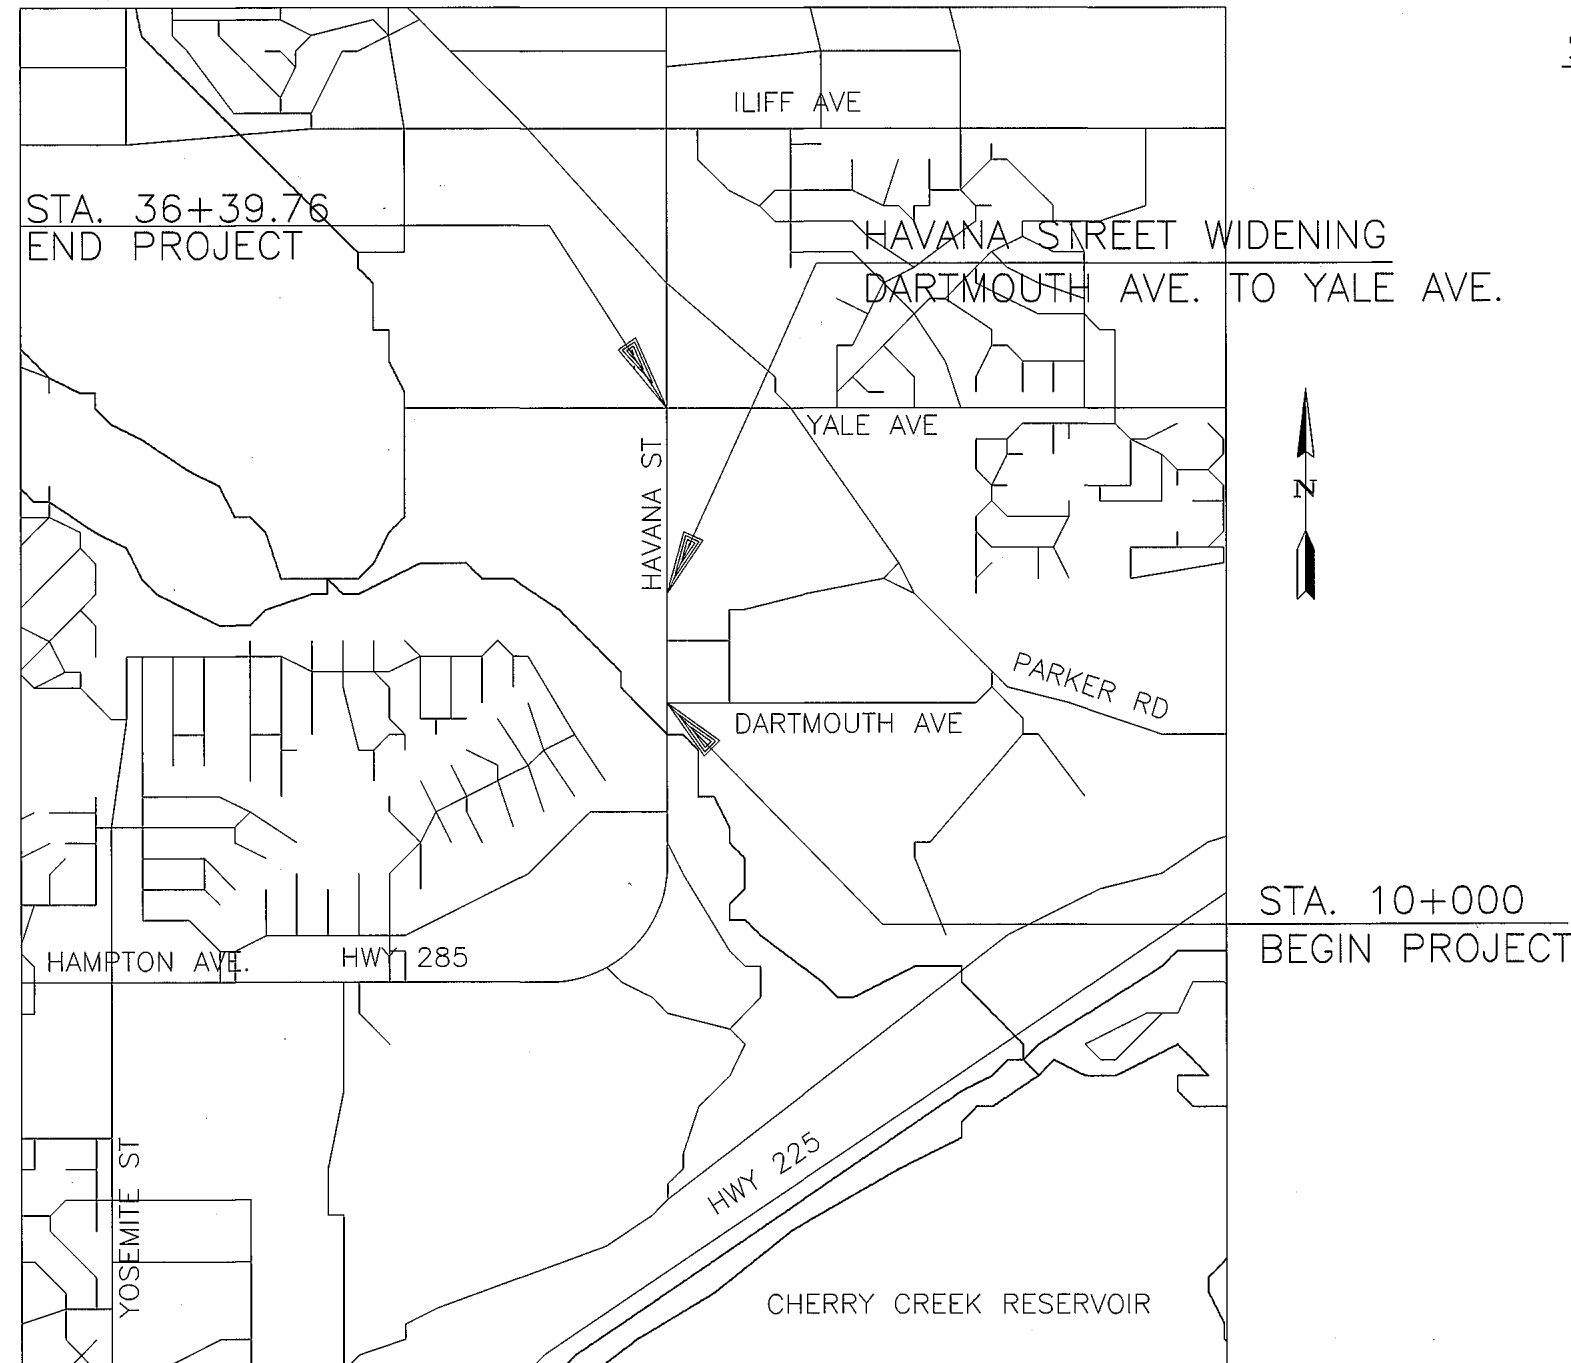 ILIFF AVE
STA. 36+39.76
END PROJECT
HAVANA STREET WIDENING
DARTMOUTH AVE. TO YALE AVE.
YALE AVE
HAVANA ST
N
PARKER RD
DARTMOUTH AVE
STA. 10+000
BEGIN PROJECT
HAMPTON AVE.
HWY 285
HWY 225
YOSEMITE ST
CHERRY CREEK RESERVOIR